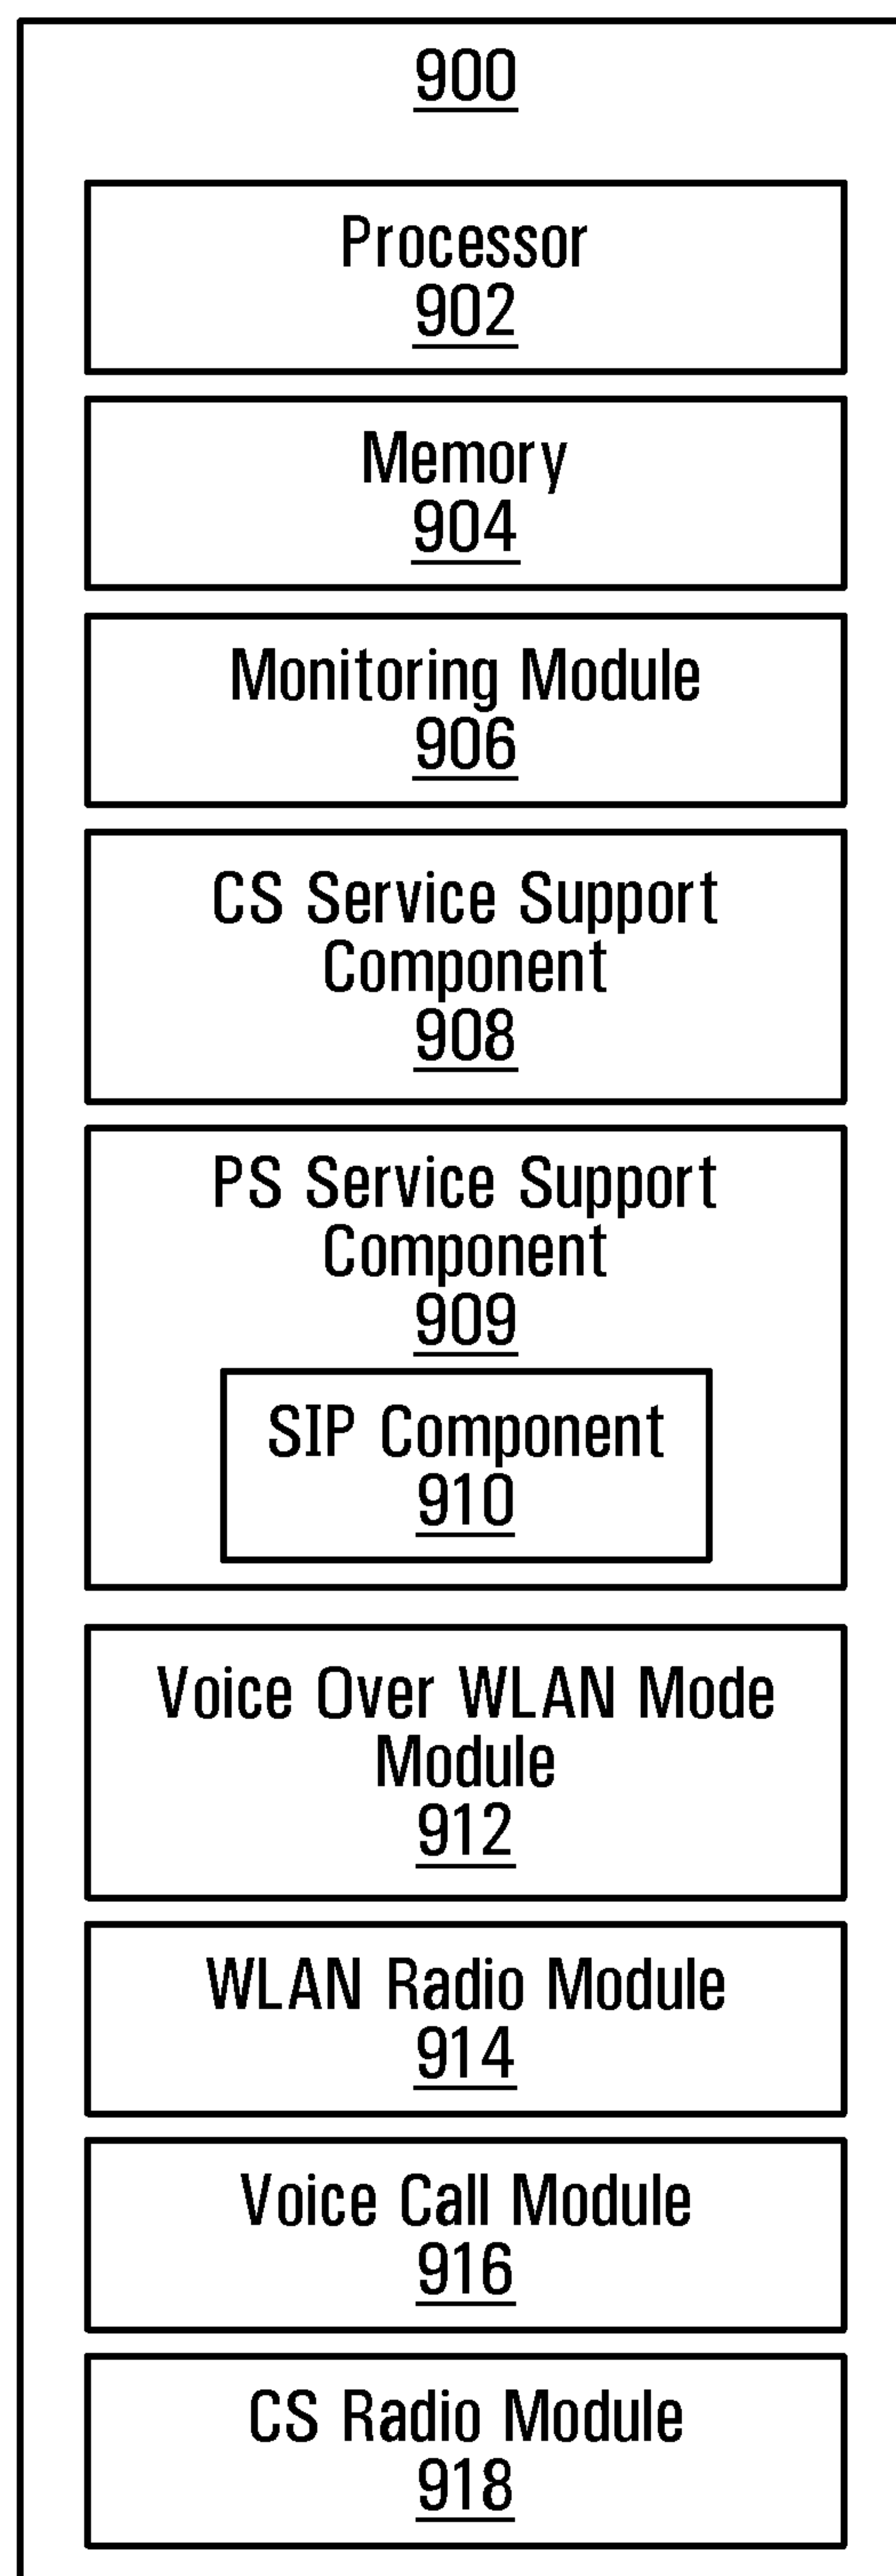 900
Processor
902
Memory
904
Monitoring Module
906
CS Service Support
Component
908
PS Service Support
Component
909
SIP Component
910
Voice Over WLAN Mode
Module
912
WLAN Radio Module
914
Voice Call Module
916
CS Radio Module
918